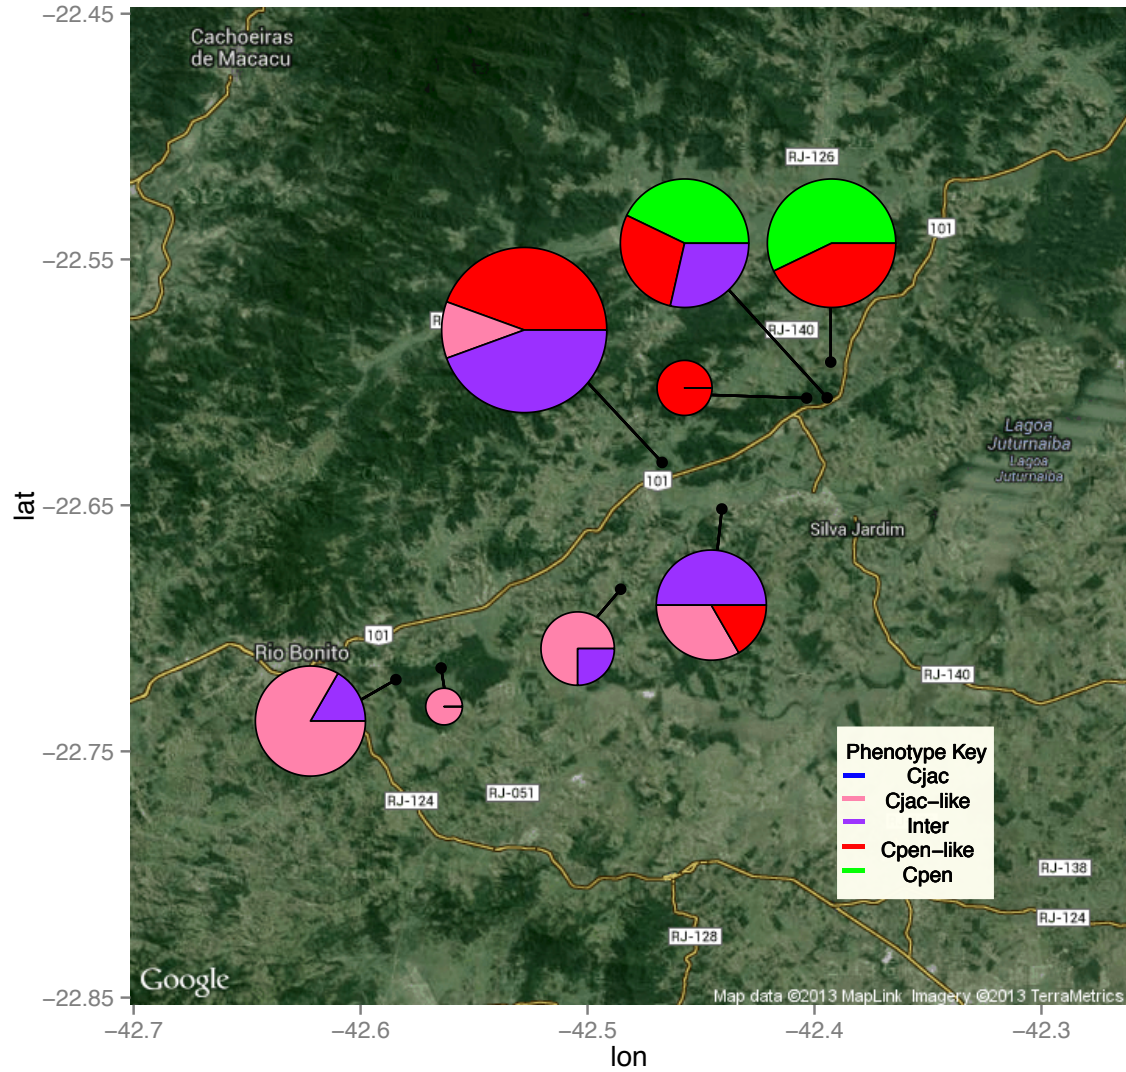 −22.45
Cachoeiras
de Macacu
RJ-126
101
−22.55
R
RJ-140
Lagoa
Juturnaiba
Lagoa
Juturnaiba
101
−22.65
Silva Jardim
101
Rio Bonito
RJ-140
−22.75
Phenotype Key
Cjac
Cjac−like
Inter
Cpen−like
Cpen
RJ-051
RJ-124
RJ-138
RJ-124
RJ-128
Google
Map data ©2013 MapLink Imagery ©2013 TerraMetrics
−22.85
−42.7
−42.6
−42.5
−42.4
−42.3
lon
lat